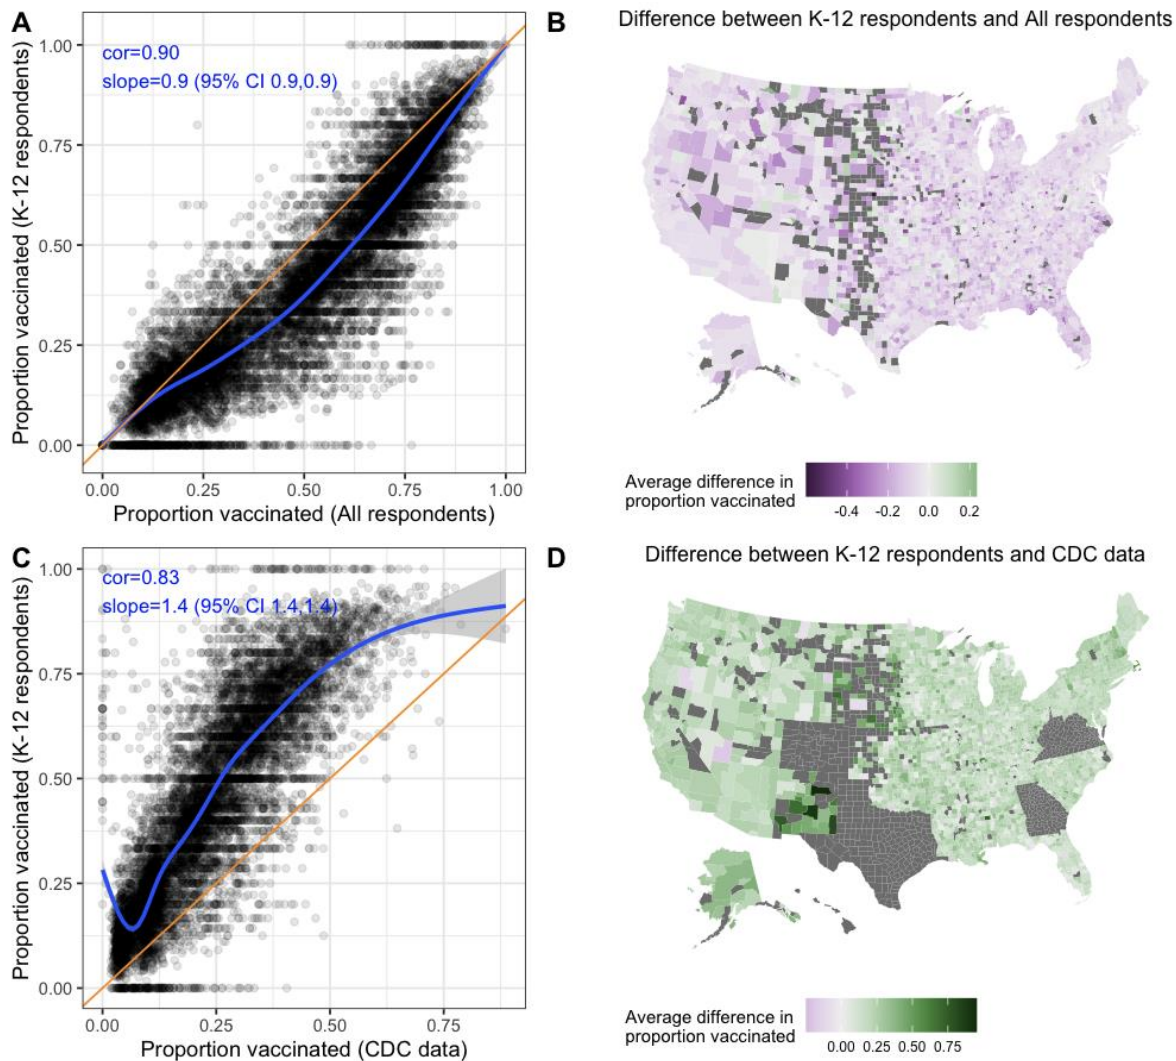 A
cor=0.90
slope=0.9 (95% CI 0.9,0.9)
Proportion vaccinated (K-12 respondents)
1.00
0.75
0.50
0.25
0.00
0.00 0.25 0.50 0.75 1.00
Proportion vaccinated (All respondents)
B
Difference between K-12 respondents and All respondents
Average difference in
proportion vaccinated
-0.4 -0.2 0.0 0.2
C
cor=0.83
slope=1.4 (95% CI 1.4,1.4)
Proportion vaccinated (K-12 respondents)
1.00
0.75
0.50
0.25
0.00
0.00 0.25 0.50 0.75
Proportion vaccinated (CDC data)
D
Difference between K-12 respondents and CDC data
Average difference in
proportion vaccinated
0.00 0.25 0.50 0.75